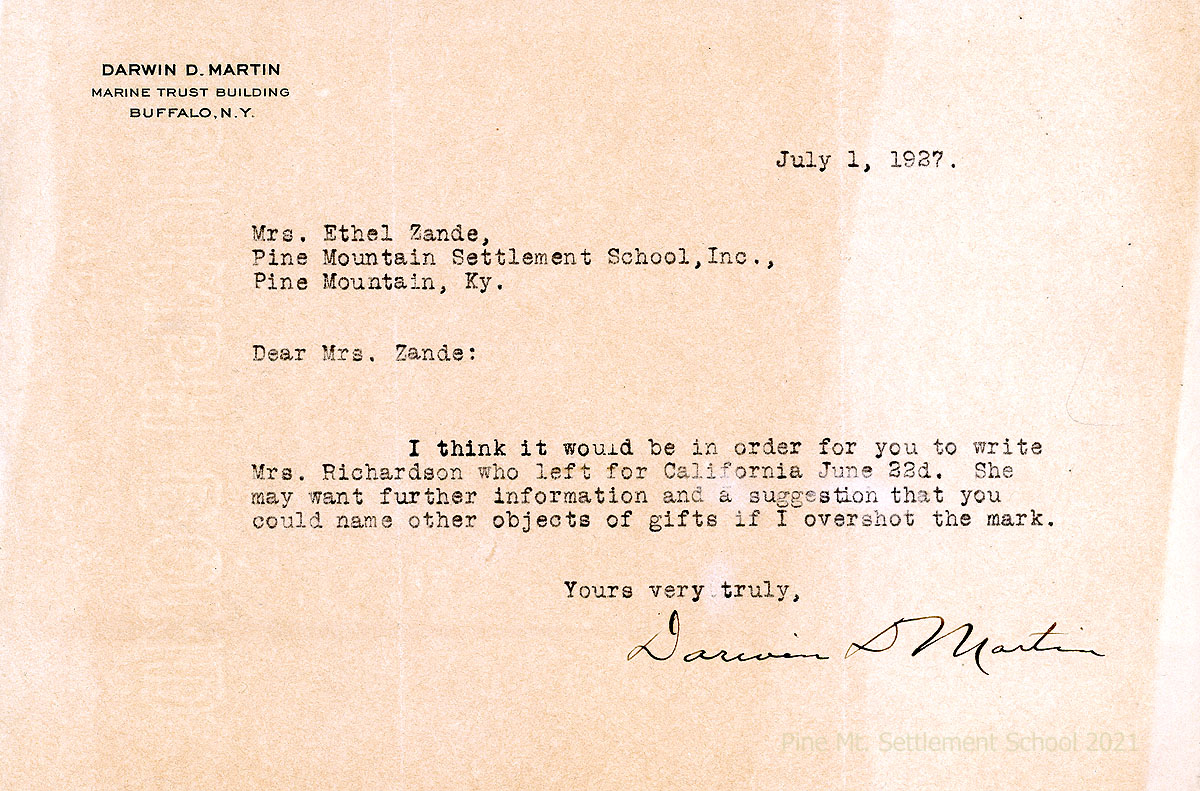 DARWIN D. MARTIN
MARINE TRUST BUILDING
BUFFALO, N.Y.
July 1, 1927.
Mrs. Ethel Zande,
Pine Mountain Settlement School,Inc.,
Pine Mountain, Ky.
Dear Mrs. Zande:
I think it would be in order for you to write
Mrs. Richardson who left for California June 22d. She
may want further information and a suggestion that you
could name other objects of gifts if I overshot the mark.
Yours very truly,
Darwin D Martin
Pine Mt. Settlement School 2021